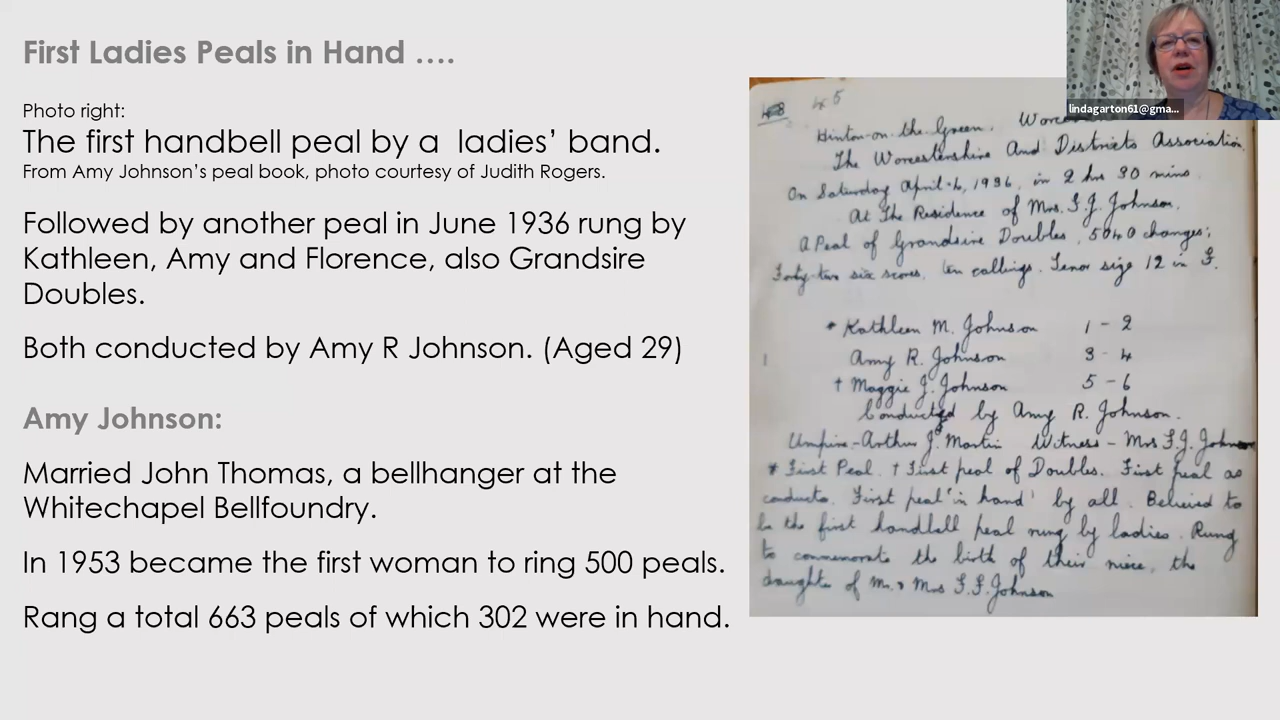 First Ladies Peals in Hand ....
Photo right:
The first handbell peal by a ladies’ band.
From Amy Johnson’s peal book, photo courtesy of Judith Rogers.
Followed by another peal in June 1936 rung by
Kathleen, Amy and Florence, also Grandsire
Doubles.
Both conducted by Amy R Johnson. (Aged 29)
Amy Johnson:
Married John Thomas, a bellhanger at the
Whitechapel Bellfoundry.
In 1953 became the first woman to ring 500 peals.
Rang a total 663 peals of which 302 were in hand.
lindagarton61@gma...
45
Hinton-on-the-Green.
The Worcestershire And Districts Association.
On Saturday April 4, 1936, in 2 hrs 30 mins.
At The Residence of Mrs. F.J. Johnson.
A Peal of Grandsire Doubles, 5040 changes;
Forty-two six scores, ten callings. Tenor size 12 in F.
* Kathleen M. Johnson 1-2
Amy R. Johnson 3-4
† Maggie J. Johnson 5-6
Conducted by Amy R. Johnson.
Umpire-Arthur J. Martin Witness - Mrs F.J. Johnson
* First Peal. † First peal of Doubles. First peal as
conducto. First peal 'in hand' by all. Believed to
be the first handbell peal rung by ladies. Rung
to commemorate the birth of their niece, the
daughter of Mr. & Mrs F.F. Johnson